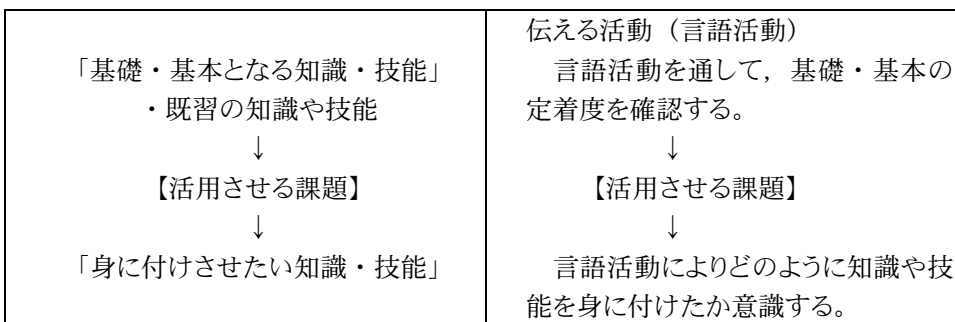 「基礎・基本となる知識・技能」
・既習の知識や技能
↓
【活用させる課題】
↓
「身に付けさせたい知識・技能」
伝える活動（言語活動）
言語活動を通して，基礎・基本の
定着度を確認する。
↓
【活用させる課題】
↓
言語活動によりどのように知識や技
能を身に付けたか意識する。